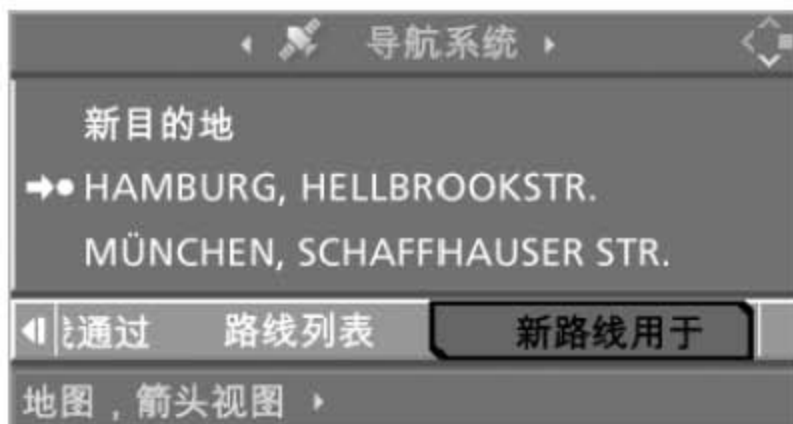 导航系统
新目的地
HAMBURG, HELLBROOKSTR.
MÜNCHEN, SCHAFFHAUSER STR.
通过 路线列表 新路线用于
地图，箭头视图